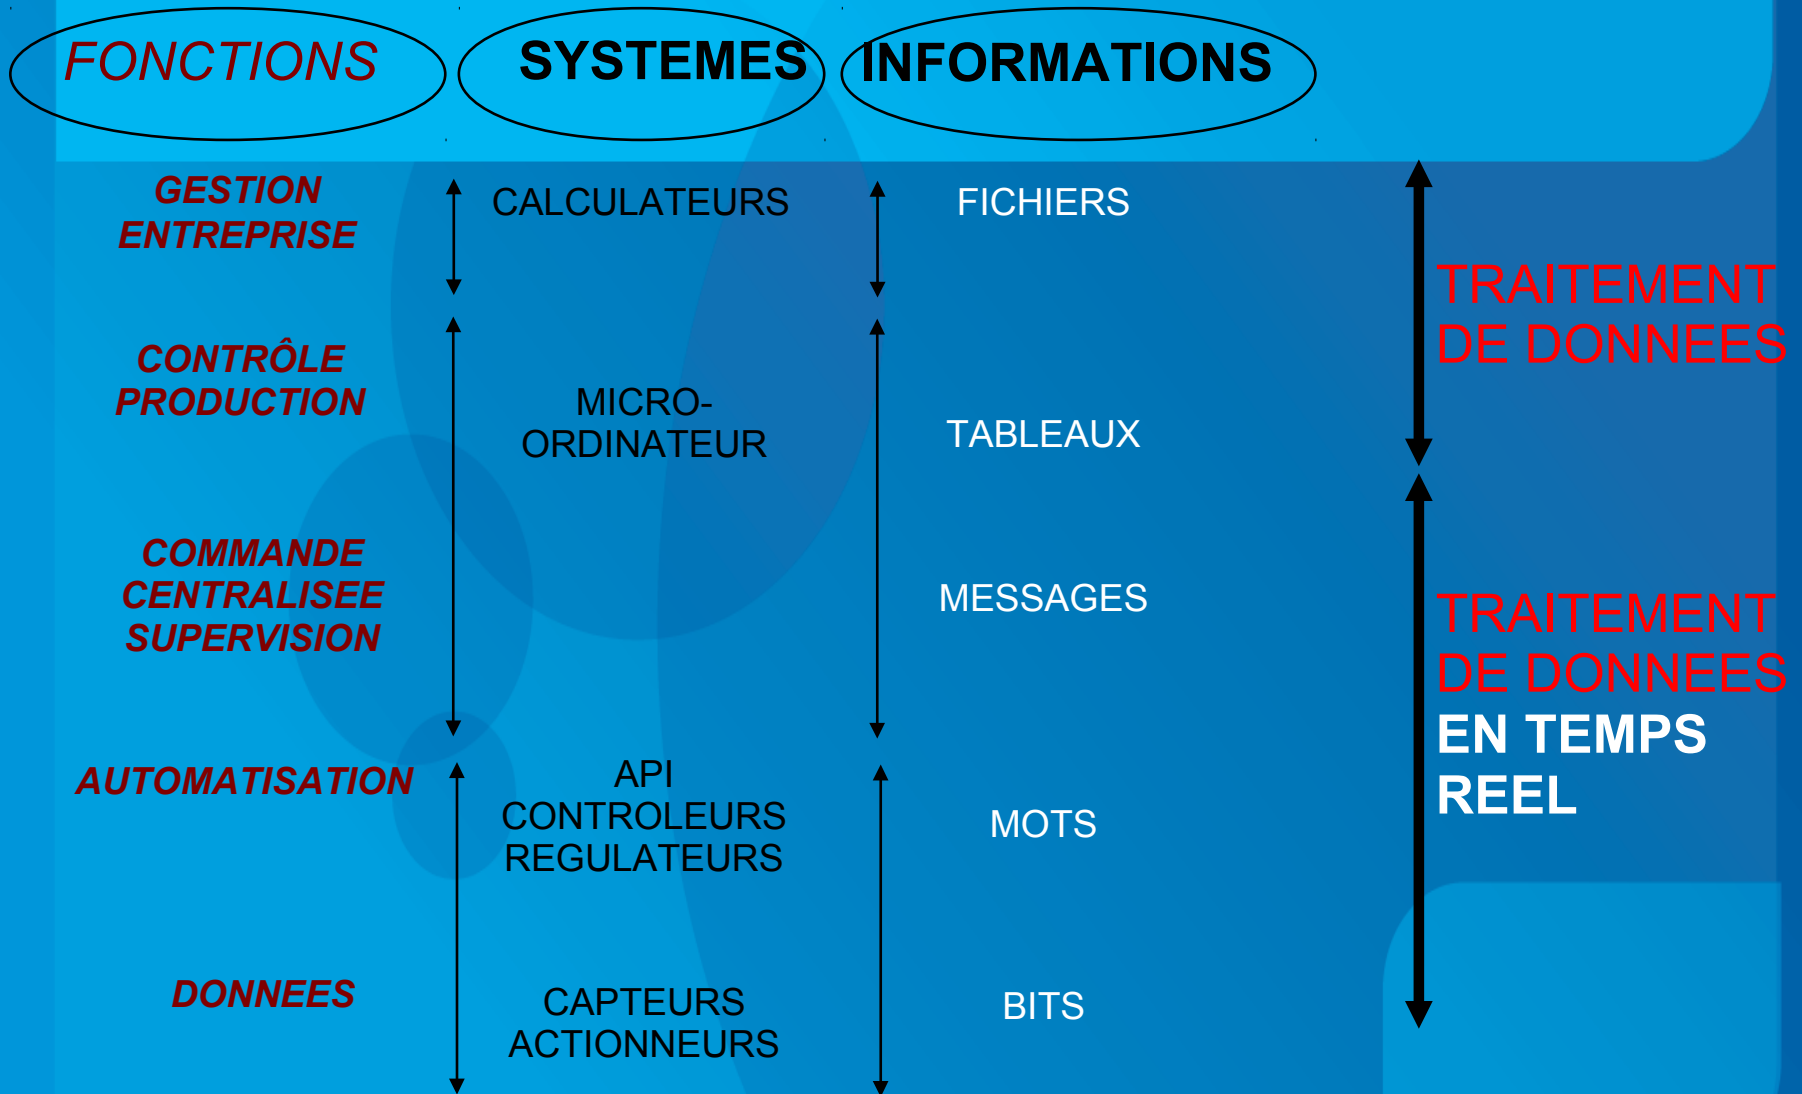 FONCTIONS
SYSTEMES
INFORMATIONS
GESTION
ENTREPRISE
CALCULATEURS
FICHIERS
TRAITEMENT
DE DONNEES
CONTRÔLE
PRODUCTION
MICRO-
ORDINATEUR
TABLEAUX
COMMANDE
CENTRALISEE
SUPERVISION
MESSAGES
TRAITEMENT
DE DONNEES
EN TEMPS
REEL
AUTOMATISATION
API
CONTROLEURS
REGULATEURS
MOTS
DONNEES
CAPTEURS
ACTIONNEURS
BITS